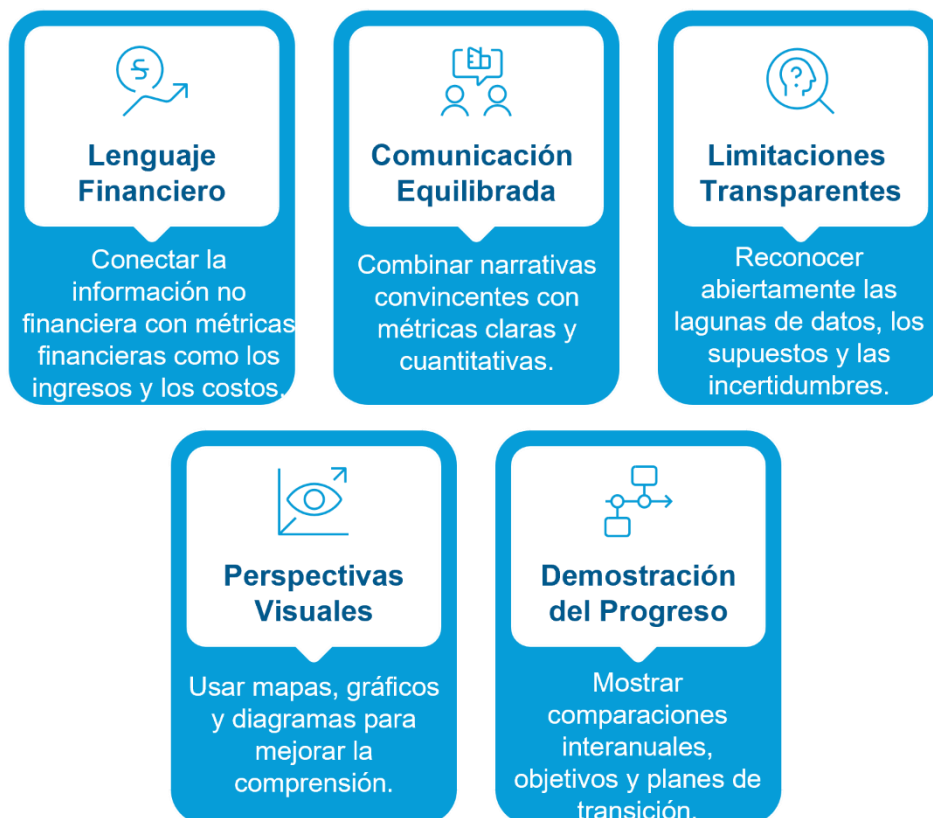 Lenguaje
Financiero
Conectar la
información no
financiera con métricas
financieras como los
ingresos y los costos.
Comunicación
Equilibrada
Combinar narrativas
convincentes con
métricas claras y
cuantitativas.
Limitaciones
Transparentes
Reconocer
abiertamente las
lagunas de datos, los
supuestos y las
incertidumbres.
Perspectivas
Visuales
Usar mapas, gráficos
y diagramas para
mejorar la
comprensión.
Demostración
del Progreso
Mostrar
comparaciones
interanuales,
objetivos y planes de
transición.